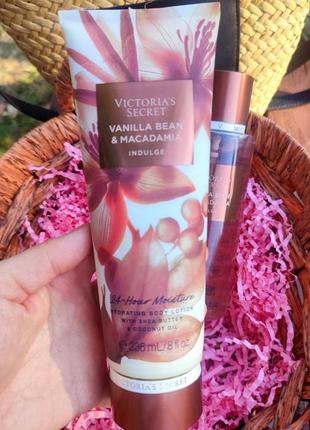 VICTORIA'S
SECRET
VANILLA BEAN
& MACADAMIA
INDULGE
24-Hour Moisture
HYDRATING BODY LOTION
WITH SHEA BUTTER
& COCONUT OIL
236 mL/8 fl oz
VICTORIA'S SECRET